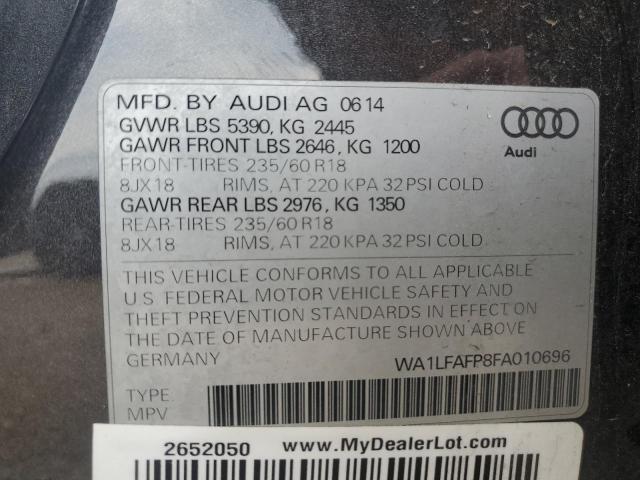 MFD. BY AUDI AG 06 14
GVWR LBS 5390, KG 2445
GAWR FRONT LBS 2646, KG 1200
FRONT-TIRES 235/60 R18
8JX18 RIMS, AT 220 KPA 32 PSI COLD
GAWR REAR LBS 2976, KG 1350
REAR-TIRES 235/60 R18
8JX18 RIMS, AT 220 KPA 32 PSI COLD
Audi
THIS VEHICLE CONFORMS TO ALL APPLICABLE
U.S. FEDERAL MOTOR VEHICLE SAFETY AND
THEFT PREVENTION STANDARDS IN EFFECT ON
THE DATE OF MANUFACTURE SHOWN ABOVE.
GERMANY
WA1LFAFP8FA010696
TYPE:
MPV
2652050 www.MyDealerLot.com